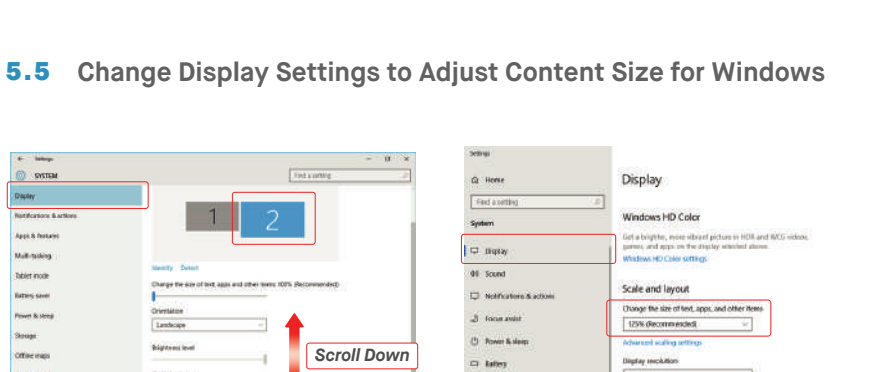 5.5 Change Display Settings to Adjust Content Size for Windows
← Settings
SYSTEM
Find a setting
Display
Notifications & actions
Apps & features
Multi-tasking
Tablet mode
Battery saver
Power & sleep
Storage
Offline maps
1
2
Identify Detect
Change the size of text, apps and other items: 100% (Recommended)
Orientation
Landscape
Brightness level
Scroll Down
Settings
Home
Find a setting
System
Display
Sound
Notifications & actions
Focus assist
Power & sleep
Battery
Display
Windows HD Color
Get a brighter, more vibrant picture in HDR and WCG videos,
games, and apps on the display selected above.
Windows HD Color settings
Scale and layout
Change the size of text, apps, and other items
125% (Recommended)
Advanced scaling settings
Display resolution